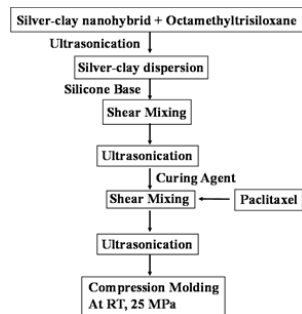 Silver-clay nanohybrid + Octamethyltrisiloxane
Ultrasonication
Silver-clay dispersion
Silicone Base
Shear Mixing
Ultrasonication
Curing Agent
Shear Mixing
Paclitaxel
Ultrasonication
Compression Molding
At RT, 25 MPa